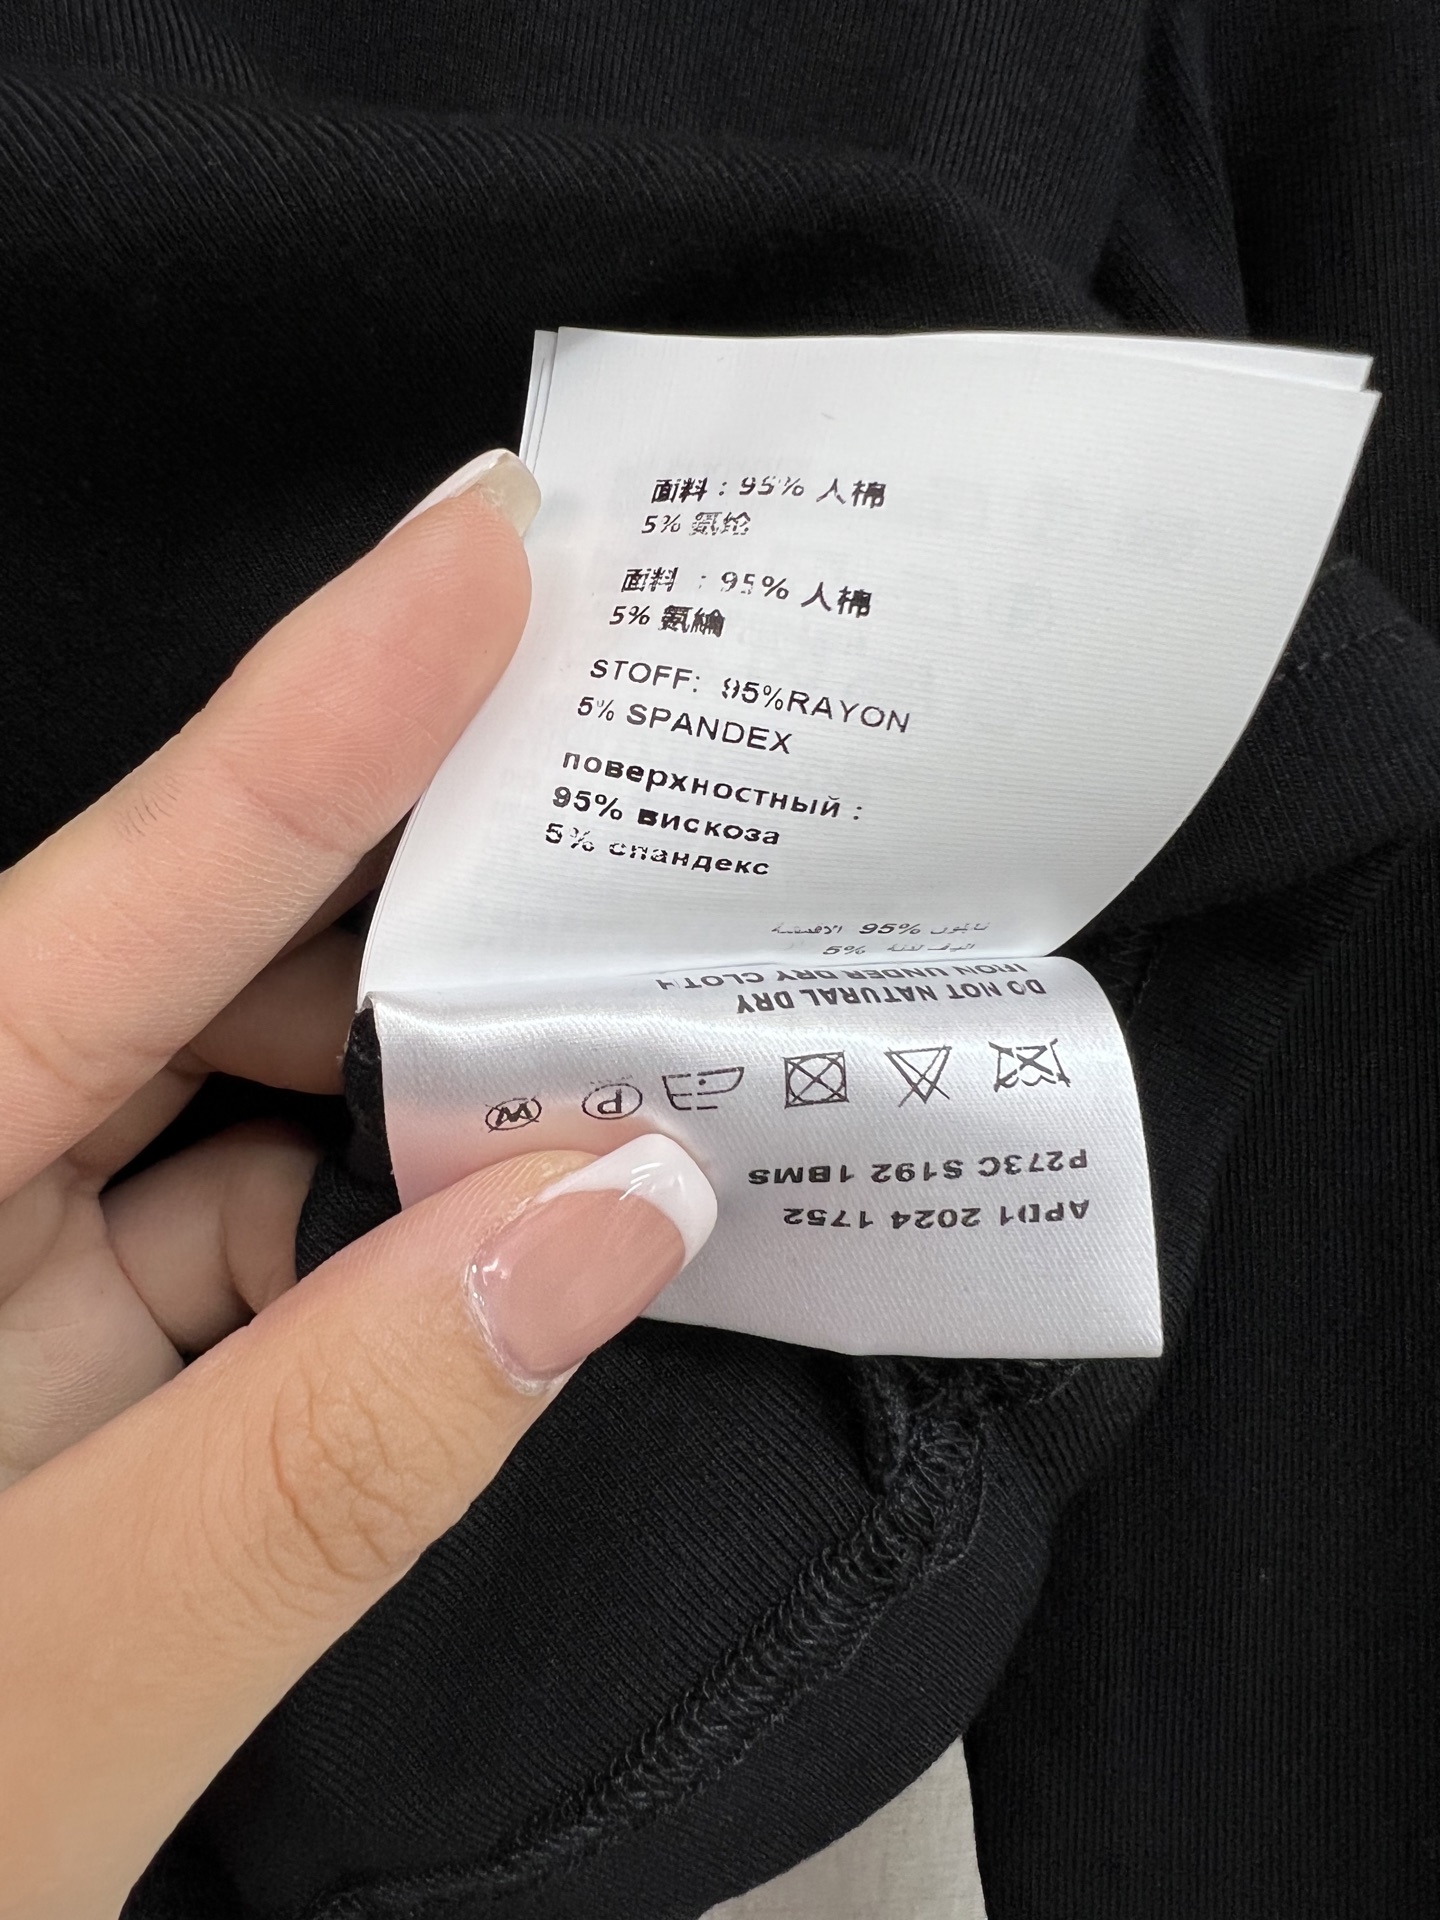 面料：95% 人棉
5% 氨纶
面料 ：95% 人棉
5% 氨綸
STOFF: 95%RAYON
5% SPANDEX
поверхностный :
95% вискоза
5% спандекс
95%
5%
IRON UNDER DRY CLOTH
DO NOT NATURAL DRY
P
W
P273C S192 1BMS
2024 1752